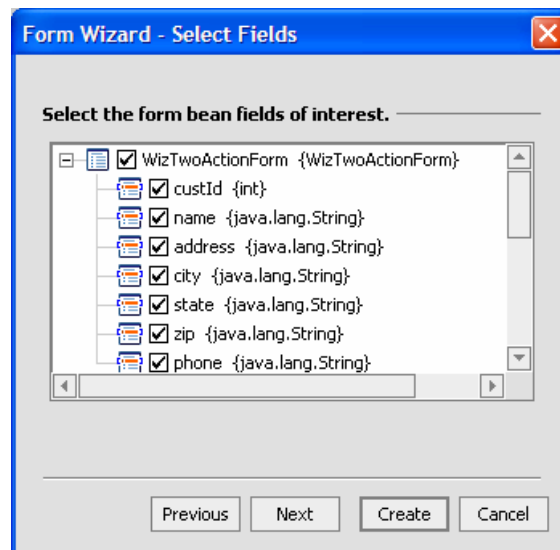 Form Wizard - Select Fields
Select the form bean fields of interest.
WizTwoActionForm {WizTwoActionForm}
custId {int}
name {java.lang.String}
address {java.lang.String}
city {java.lang.String}
state {java.lang.String}
zip {java.lang.String}
phone {java.lang.String}
Previous Next Create Cancel